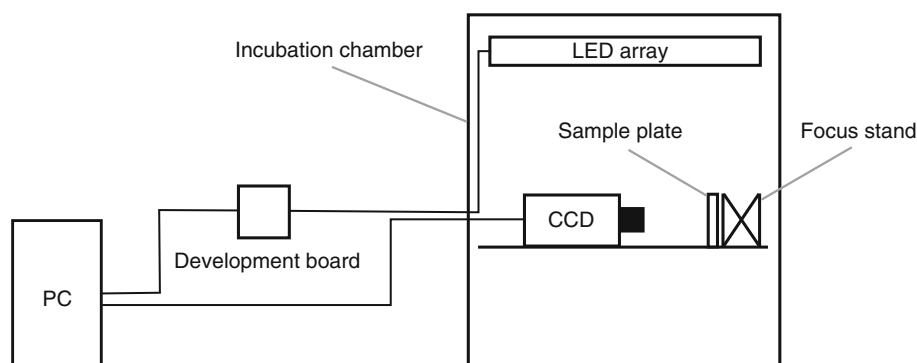 Incubation chamber
LED array
Sample plate
Focus stand
CCD
Development board
PC